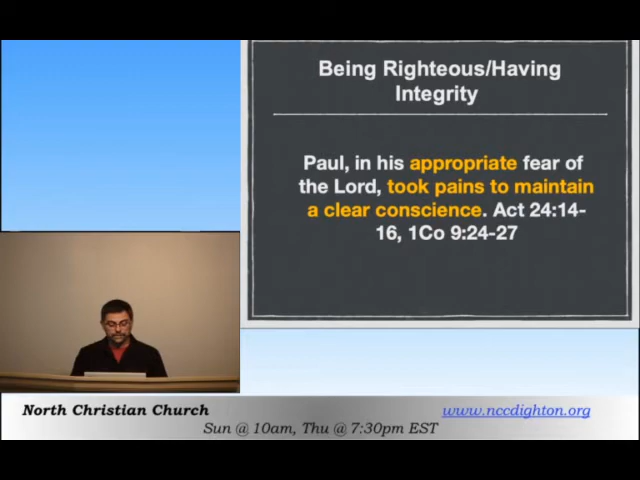 Being Righteous/Having
Integrity
Paul, in his appropriate fear of
the Lord, took pains to maintain
a clear conscience. Act 24:14-
16, 1Co 9:24-27
North Christian Church
www.nccdighton.org
Sun @ 10am, Thu @ 7:30pm EST